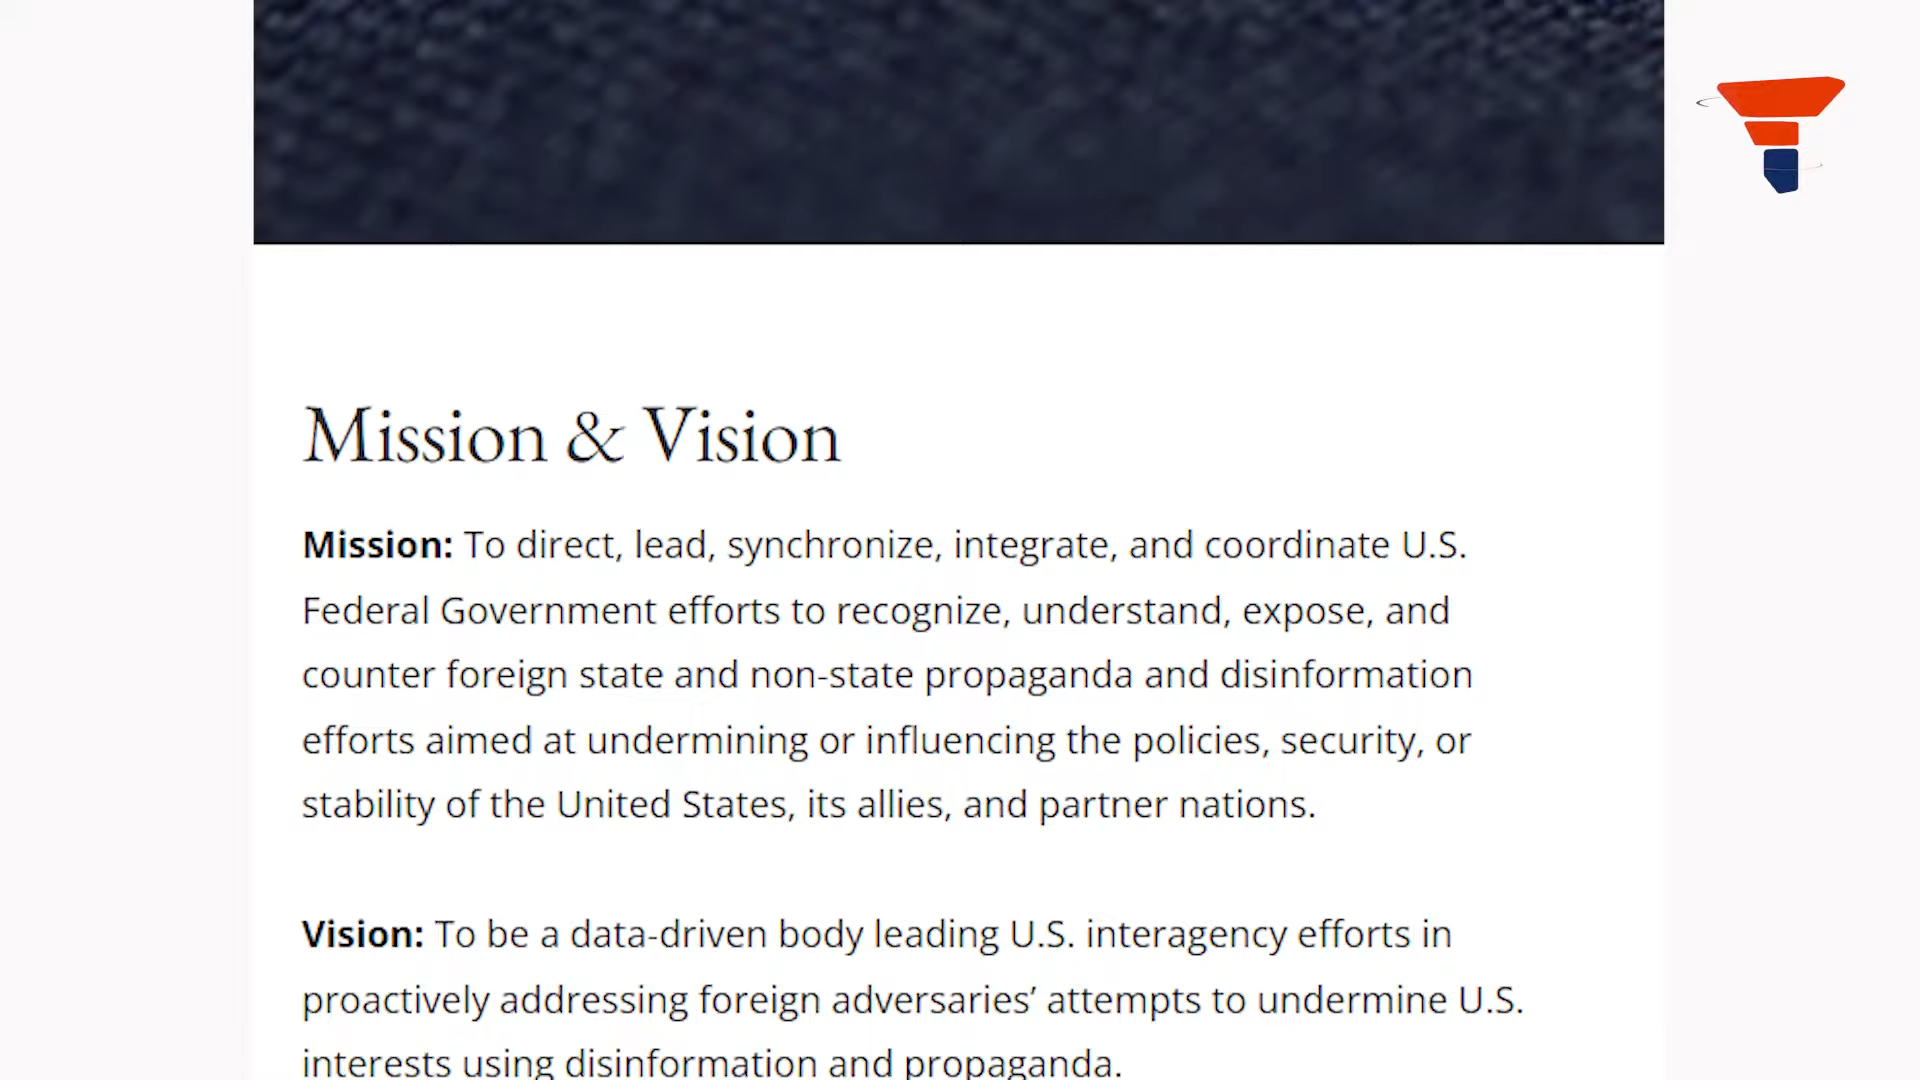 Mission & Vision
Mission: To direct, lead, synchronize, integrate, and coordinate U.S.
Federal Government efforts to recognize, understand, expose, and
counter foreign state and non-state propaganda and disinformation
efforts aimed at undermining or influencing the policies, security, or
stability of the United States, its allies, and partner nations.
Vision: To be a data-driven body leading U.S. interagency efforts in
proactively addressing foreign adversaries’ attempts to undermine U.S.
interests using disinformation and propaganda.